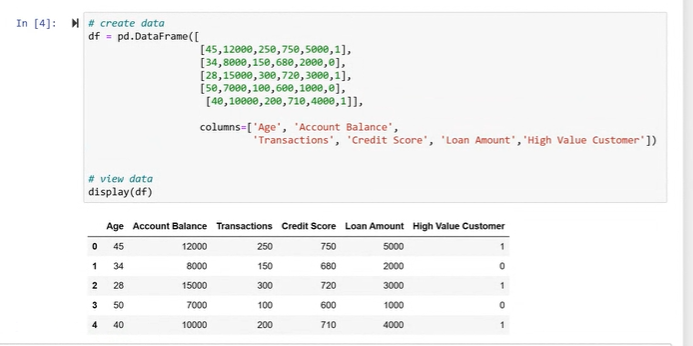 In [4]:
# create data
df = pd.DataFrame([
[45,12000,250,750,5000,1],
[34,8000,150,680,2000,0],
[28,15000,300,720,3000,1],
[50,7000,100,600,1000,0],
[40,10000,200,710,4000,1]],
columns=['Age', 'Account Balance',
'Transactions', 'Credit Score', 'Loan Amount','High Value Customer'])
# view data
display(df)
Age Account Balance Transactions Credit Score Loan Amount High Value Customer
0 45 12000 250 750 5000 1
1 34 8000 150 680 2000 0
2 28 15000 300 720 3000 1
3 50 7000 100 600 1000 0
4 40 10000 200 710 4000 1